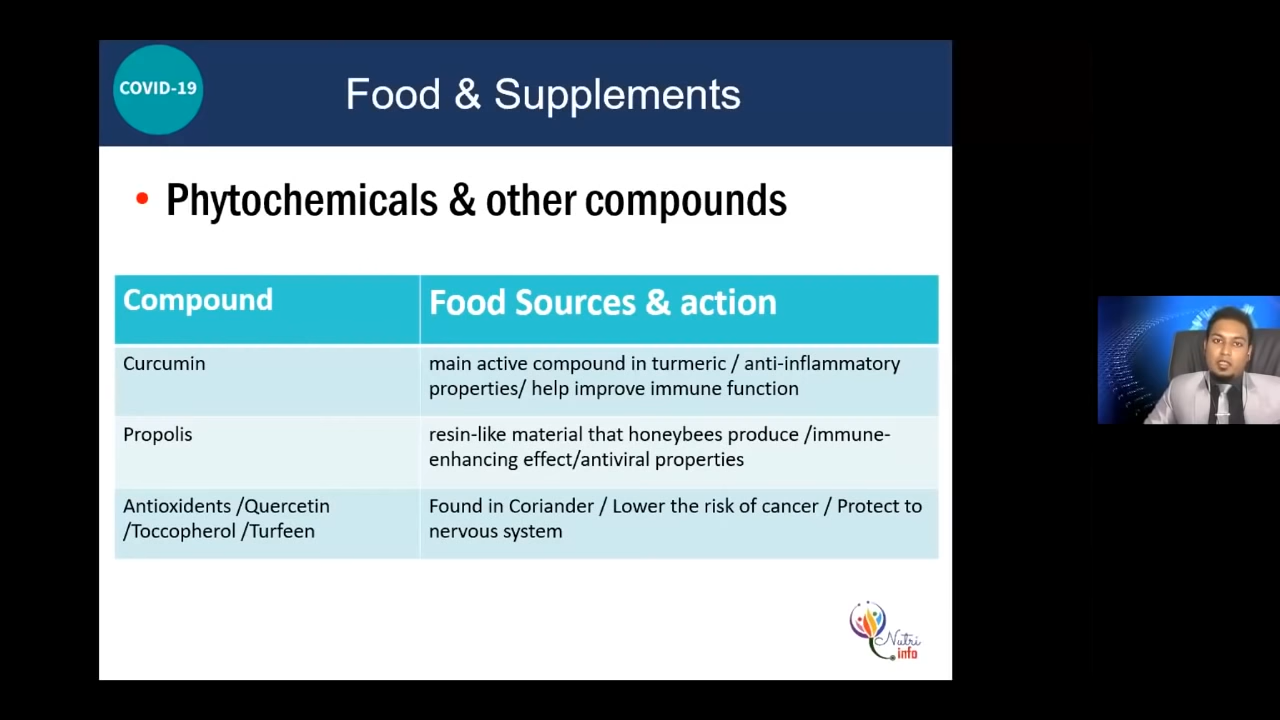 COVID-19
Food & Supplements
• Phytochemicals & other compounds
Compound
Food Sources & action
Curcumin
main active compound in turmeric / anti-inflammatory
properties/ help improve immune function
Propolis
resin-like material that honeybees produce /immune-
enhancing effect/antiviral properties
Antioxidents /Quercetin
/Toccopherol /Turfeen
Found in Coriander / Lower the risk of cancer / Protect to
nervous system
Nutri
info